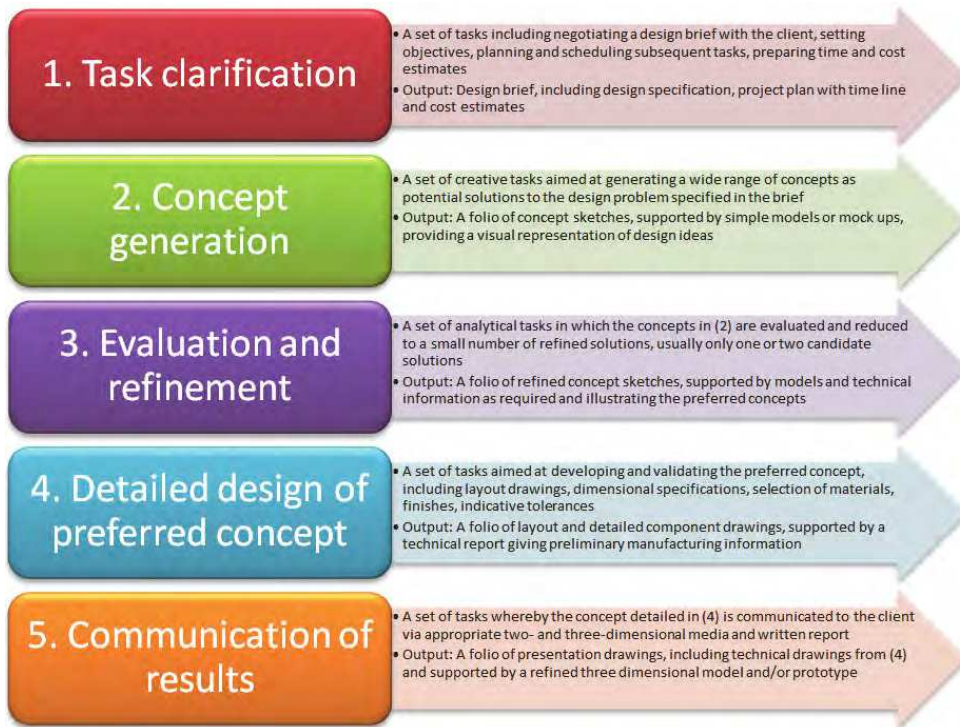 1. Task clarification
• A set of tasks including negotiating a design brief with the client, setting
objectives, planning and scheduling subsequent tasks, preparing time and cost
estimates
• Output: Design brief, including design specification, project plan with time line
and cost estimates
2. Concept
generation
• A set of creative tasks aimed at generating a wide range of concepts as
potential solutions to the design problem specified in the brief
• Output: A folio of concept sketches, supported by simple models or mock ups,
providing a visual representation of design ideas
3. Evaluation and
refinement
• A set of analytical tasks in which the concepts in (2) are evaluated and reduced
to a small number of refined solutions, usually only one or two candidate
solutions
• Output: A folio of refined concept sketches, supported by models and technical
information as required and illustrating the preferred concepts
4. Detailed design of
preferred concept
• A set of tasks aimed at developing and validating the preferred concept,
including layout drawings, dimensional specifications, selection of materials,
finishes, indicative tolerances
• Output: A folio of layout and detailed component drawings, supported by a
technical report giving preliminary manufacturing information
5. Communication of
results
• A set of tasks whereby the concept detailed in (4) is communicated to the client
via appropriate two- and three-dimensional media and written report
• Output: A folio of presentation drawings, including technical drawings from (4)
and supported by a refined three dimensional model and/or prototype